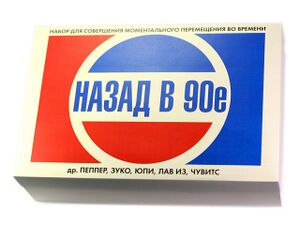 НАБОР ДЛЯ СОВЕРШЕНИЯ МОМЕНТАЛЬНОГО ПЕРЕМЕЩЕНИЯ ВО ВРЕМЕНИ
НАЗАД В 90е
др. ПЕППЕР, ЗУКО, ЮПИ, ЛАВ ИЗ, ЧУВИТС